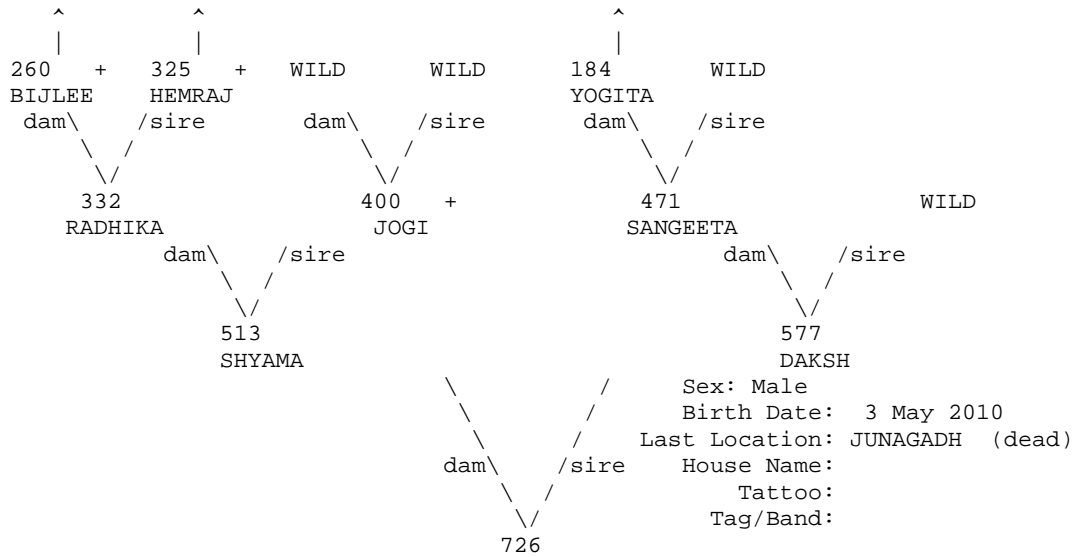 ^ ^ ^
| | |
260 + 325 + WILD WILD 184 WILD
BIJLEE HEMRAJ YOGITA
dam\ /sire dam\ /sire dam\ /sire
\ / \ / \ /
\/ \/ \/
332 400 + 471 WILD
RADHIKA JOGI SANGEETA
dam\ /sire dam\ /sire
\ / \ /
\/ \/
513 577
SHYAMA DAKSH
\ / Sex: Male
\ / Birth Date: 3 May 2010
\ / Last Location: JUNAGADH (dead)
dam\ /sire House Name:
\ / Tattoo:
\/ Tag/Band:
726